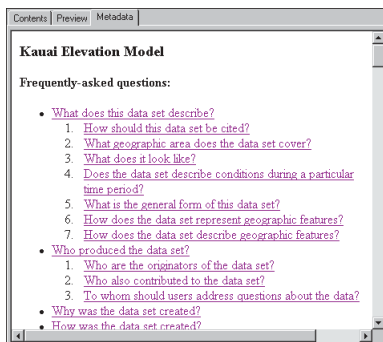 Contents Preview Metadata
Kauai Elevation Model
Frequently-asked questions:
• What does this data set describe?
1. How should this data set be cited?
2. What geographic area does the data set cover?
3. What does it look like?
4. Does the data set describe conditions during a particular
time period?
5. What is the general form of this data set?
6. How does the data set represent geographic features?
7. How does the data set describe geographic features?
• Who produced the data set?
1. Who are the originators of the data set?
2. Who also contributed to the data set?
3. To whom should users address questions about the data?
• Why was the data set created?
• How was the data set created?